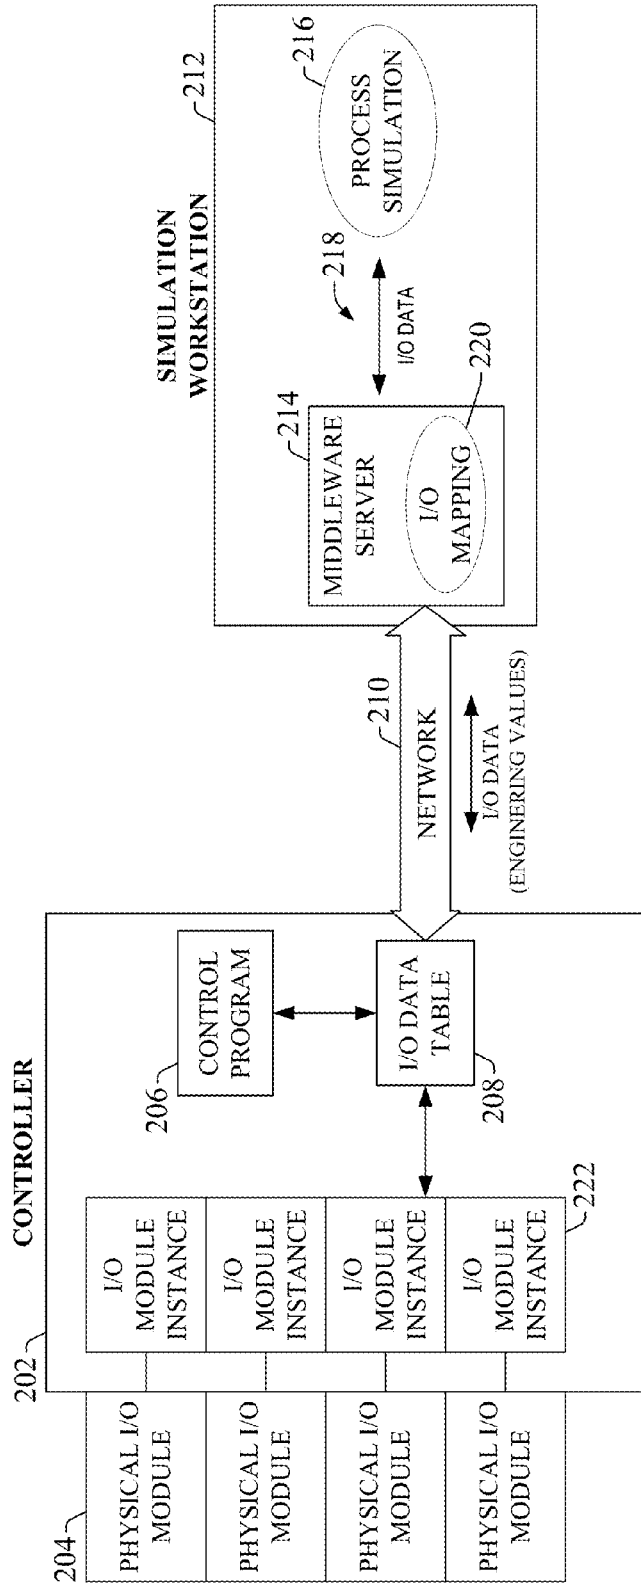 204
PHYSICAL I/O
MODULE
PHYSICAL I/O
MODULE
PHYSICAL I/O
MODULE
PHYSICAL I/O
MODULE
202
CONTROLLER
I/O
MODULE
INSTANCE
I/O
MODULE
INSTANCE
I/O
MODULE
INSTANCE
I/O
MODULE
INSTANCE
222
206
CONTROL
PROGRAM
I/O DATA
TABLE
208
210
NETWORK
I/O DATA
(ENGINERING VALUES)
SIMULATION
WORKSTATION
212
214
MIDDLEWARE
SERVER
I/O
MAPPING
220
218
I/O DATA
216
PROCESS
SIMULATION